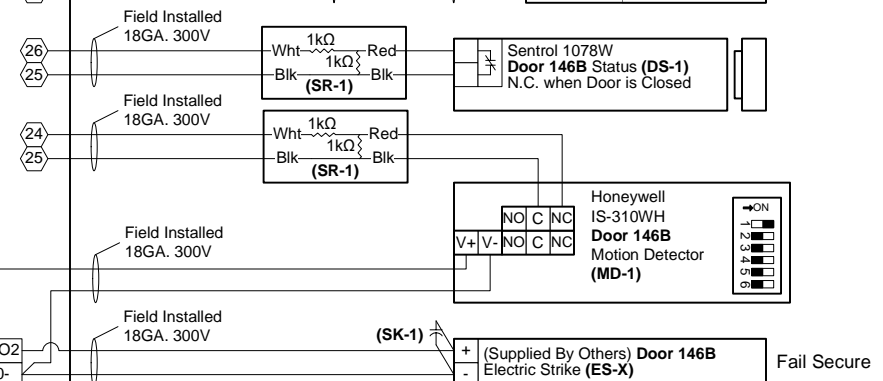 Field Installed
18GA. 300V
26
25
Wht 1kΩ Red
1kΩ
Blk Blk
(SR-1)
Sentrol 1078W
Door 146B Status (DS-1)
N.C. when Door is Closed
Field Installed
18GA. 300V
24
25
Wht 1kΩ Red
1kΩ
Blk Blk
(SR-1)
Honeywell
IS-310WH
Door 146B
Motion Detector
(MD-1)
NO C NC
V+ V- NO C NC
ON
1
2
3
4
5
6
Field Installed
18GA. 300V
Field Installed
18GA. 300V
(SK-1)
O2
0-
+
-
(Supplied By Others) Door 146B
Electric Strike (ES-X)
Fail Secure